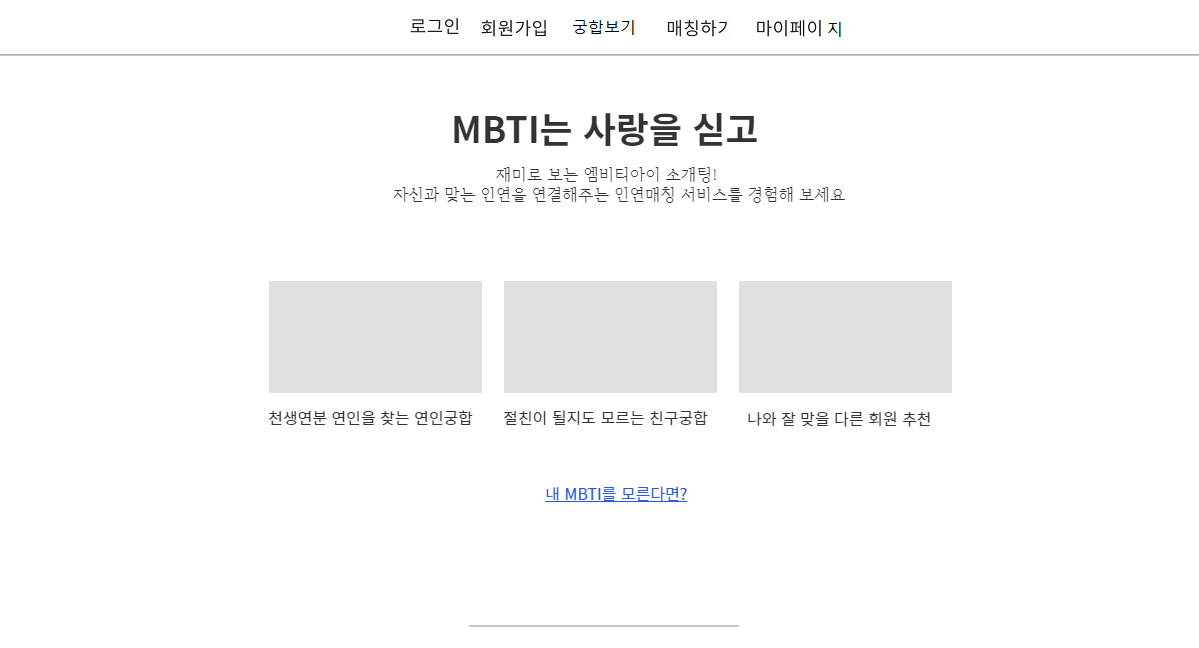 로그인 회원가입 궁합보기 매칭하기 마이페이지
MBTI는 사랑을 싣고
재미로 보는 엠비티아이 소개팅!
자신과 맞는 인연을 연결해주는 인연매칭 서비스를 경험해 보세요
천생연분 연인을 찾는 연인궁합 절친이 될지도 모르는 친구궁합 나와 잘 맞을 다른 회원 추천
내 MBTI를 모른다면?